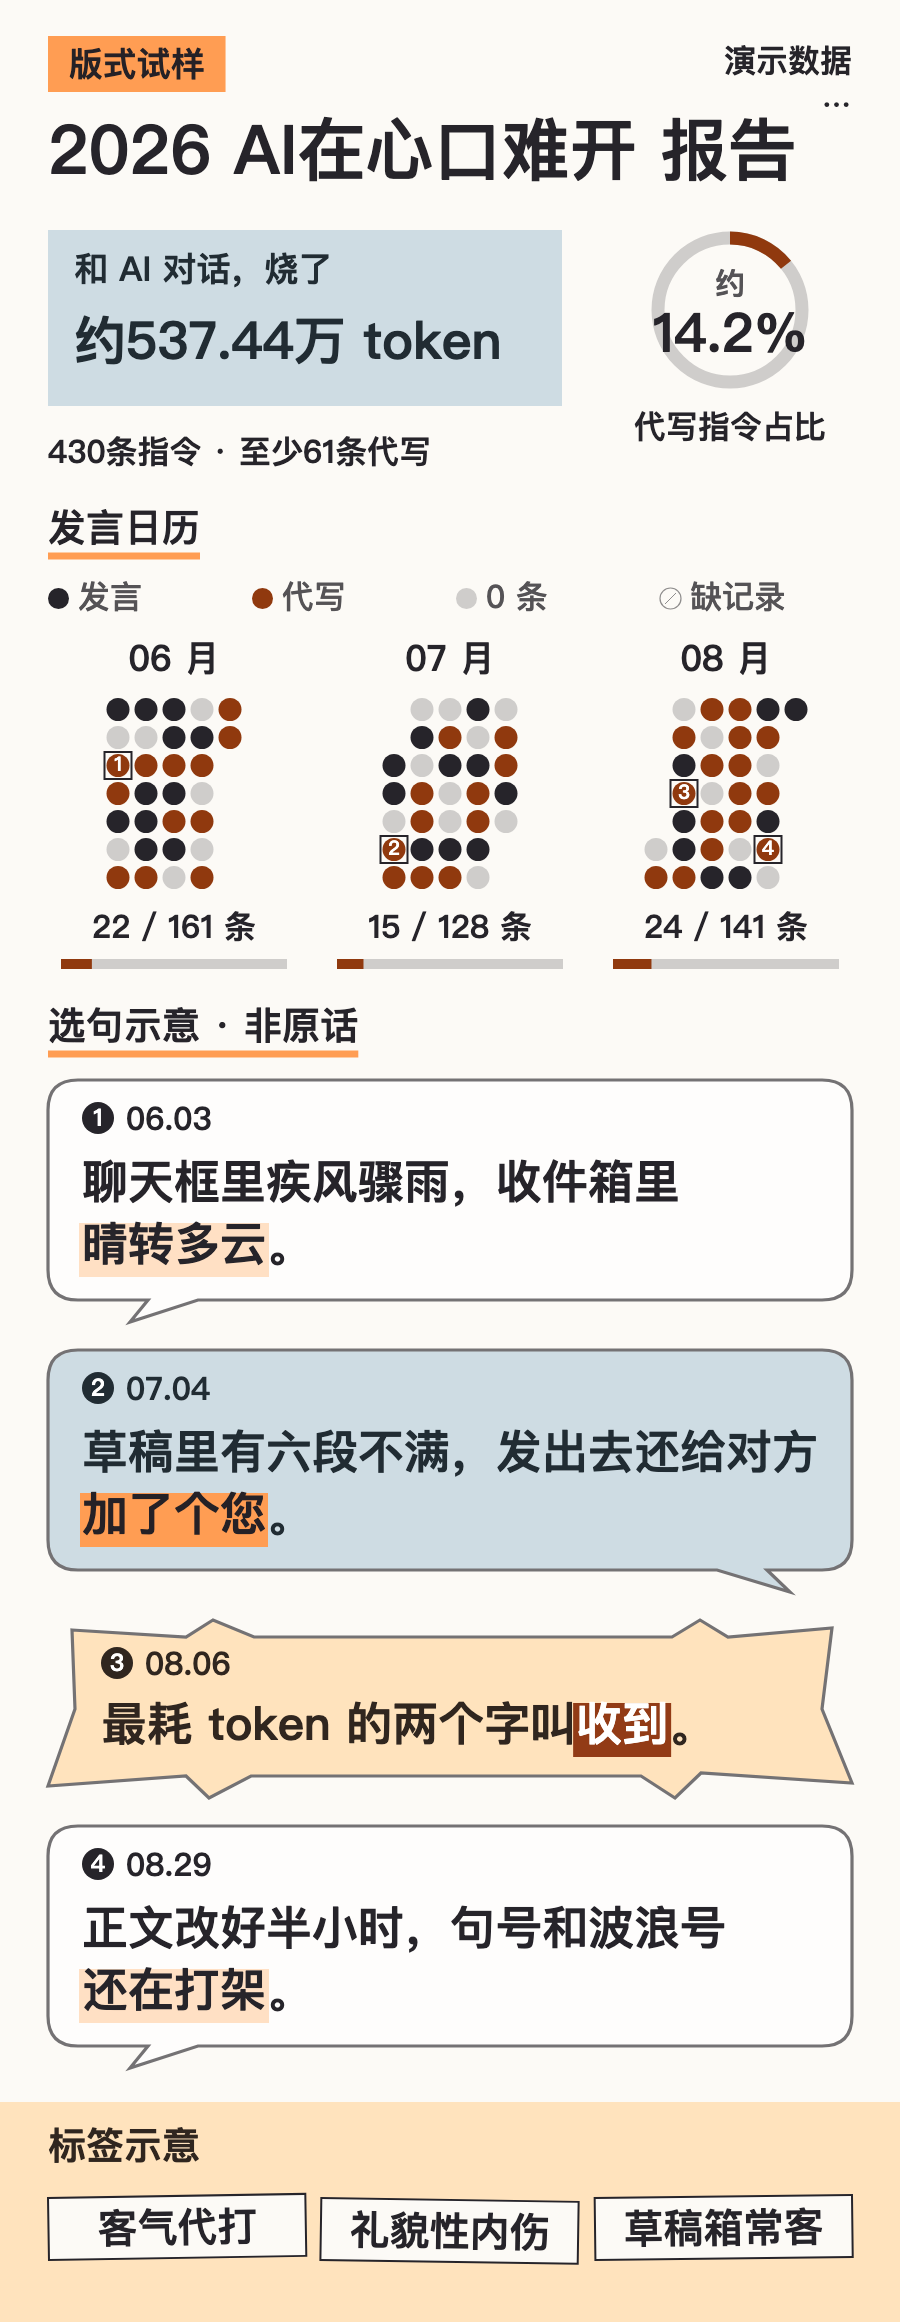 版式试样
演示数据
…
2026 AI在心口难开 报告
和 AI 对话，烧了
约537.44万 token
约
14.2%
代写指令占比
430条指令 · 至少61条代写
发言日历
发言 代写 0 条 缺记录
06 月 07 月 08 月
1
3
2
4
22 / 161 条 15 / 128 条 24 / 141 条
选句示意 · 非原话
1 06.03
聊天框里疾风骤雨，收件箱里
晴转多云。
2 07.04
草稿里有六段不满，发出去还给对方
加了个您。
3 08.06
最耗 token 的两个字叫收到。
4 08.29
正文改好半小时，句号和波浪号
还在打架。
标签示意
客气代打 礼貌性内伤 草稿箱常客